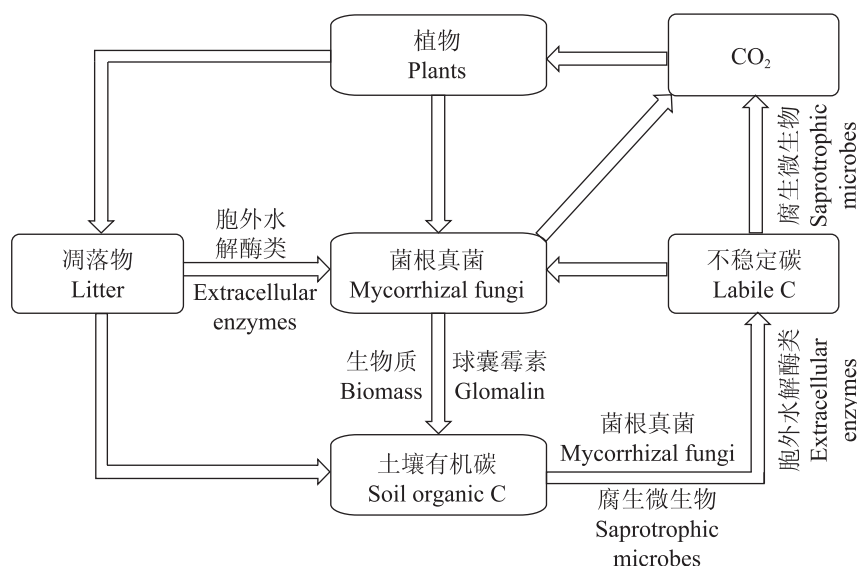 植物
Plants
CO₂
胞外水
解酶类
Extracellular
enzymes
腐生微生物
Saprotrophic
microbes
凋落物
Litter
菌根真菌
Mycorrhizal fungi
不稳定碳
Labile C
生物质
Biomass
球囊霉素
Glomalin
胞外水解酶类
Extracellular
enzymes
菌根真菌
Mycorrhizal fungi
土壤有机碳
Soil organic C
腐生微生物
Saprotrophic
microbes